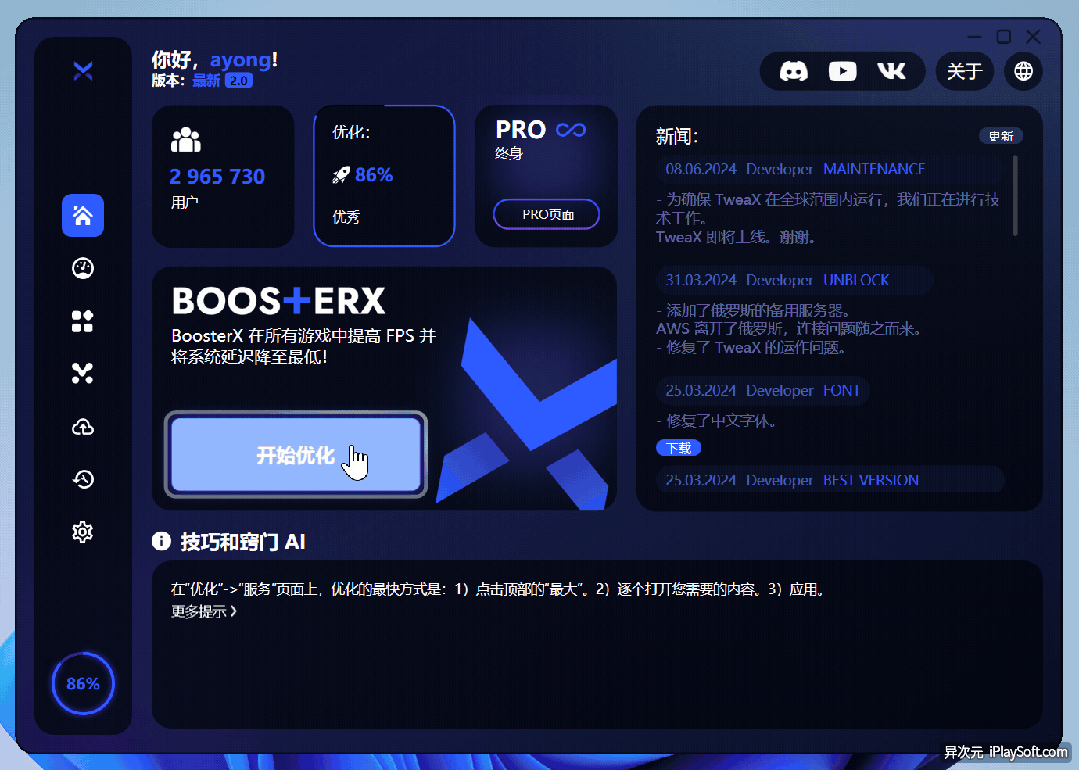 你好，ayong!
版本：最新 2.0
关于
2 965 730
用户
优化：
86%
优秀
PRO
终身
PRO页面
新闻：
更新
08.06.2024 Developer MAINTENANCE
- 为确保 TweaX 在全球范围内运行，我们正在进行技
术工作。
TweaX 即将上线。谢谢。
31.03.2024 Developer UNBLOCK
- 添加了俄罗斯的备用服务器。
AWS 离开了俄罗斯，连接问题随之而来。
- 修复了 TweaX 的运作问题。
25.03.2024 Developer FONT
- 修复了中文字体。
下载
25.03.2024 Developer BEST VERSION
BOOSTERX
BoosterX 在所有游戏中提高 FPS 并
将系统延迟降至最低！
开始优化
技巧和窍门 AI
在"优化"->"服务"页面上，优化的最快方式是：1）点击顶部的"最大"。2）逐个打开您需要的内容。3）应用。
更多提示
86%
异次元 iPlaySoft.com